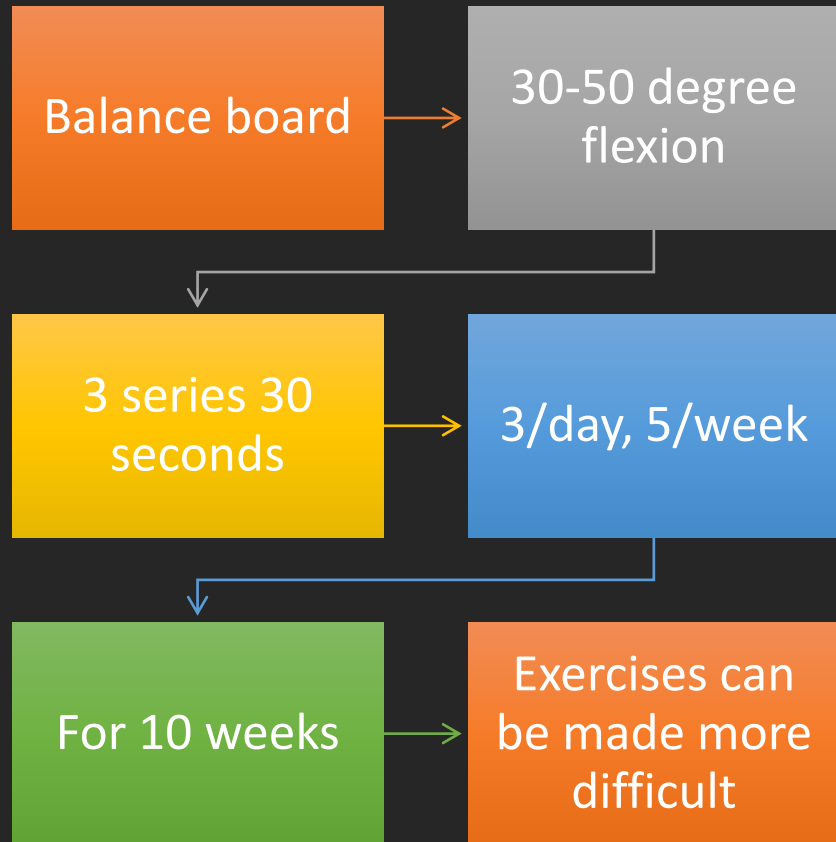 Balance board
30-50 degree
flexion
3 series 30
seconds
3/day, 5/week
For 10 weeks
Exercises can
be made more
difficult